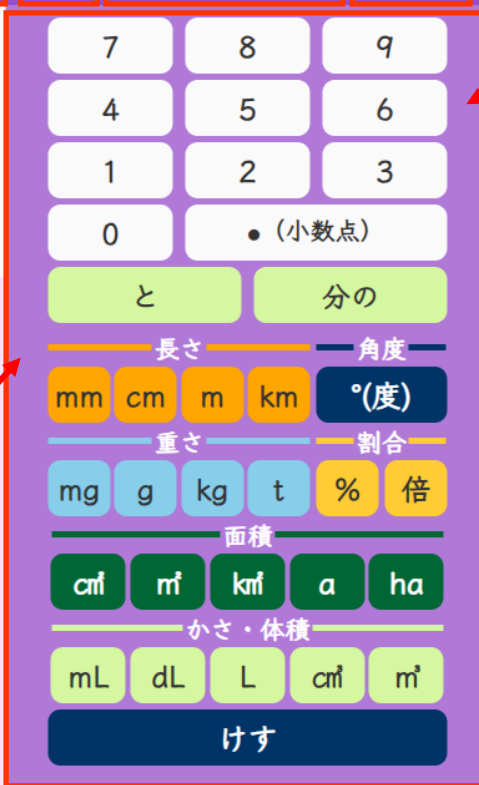 7 8 9
4 5 6
1 2 3
0 ●（小数点）
と 分の
長さ 角度
mm cm m km °(度)
重さ 割合
mg g kg t % 倍
面積
c㎡ ㎡ k㎡ a ha
かさ・体積
mL dL L c㎥ ㎥
けす